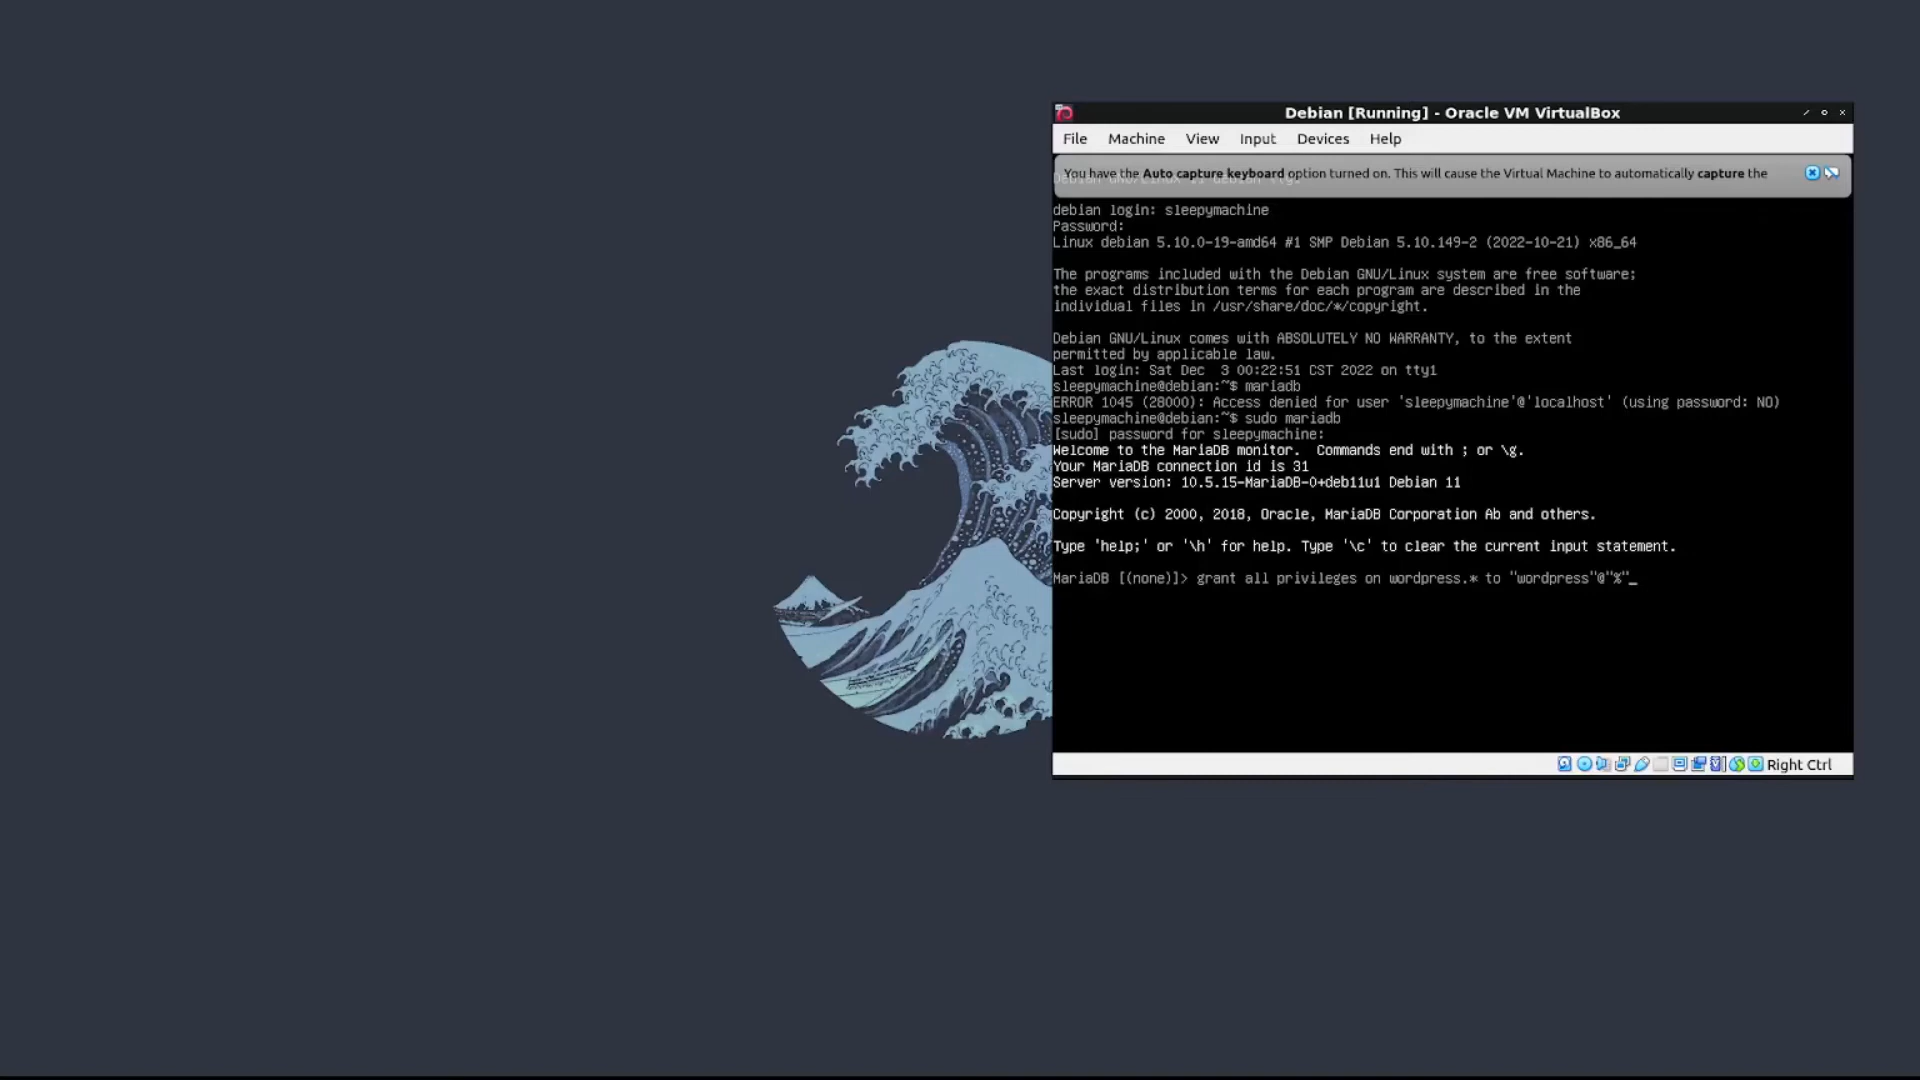 Debian [Running] - Oracle VM VirtualBox
File Machine View Input Devices Help
You have the Auto capture keyboard option turned on. This will cause the Virtual Machine to automatically capture the
debian login: sleepymachine
Password:
Linux debian 5.10.0-19-amd64 #1 SMP Debian 5.10.149-2 (2022-10-21) x86_64
The programs included with the Debian GNU/Linux system are free software;
the exact distribution terms for each program are described in the
individual files in /usr/share/doc/*/copyright.
Debian GNU/Linux comes with ABSOLUTELY NO WARRANTY, to the extent
permitted by applicable law.
Last login: Sat Dec  3 00:22:51 CST 2022 on tty1
sleepymachine@debian:~$ mariadb
ERROR 1045 (28000): Access denied for user 'sleepymachine'@'localhost' (using password: NO)
sleepymachine@debian:~$ sudo mariadb
[sudo] password for sleepymachine:
Welcome to the MariaDB monitor.  Commands end with ; or \g.
Your MariaDB connection id is 31
Server version: 10.5.15-MariaDB-0+deb11u1 Debian 11
Copyright (c) 2000, 2018, Oracle, MariaDB Corporation Ab and others.
Type 'help;' or '\h' for help. Type '\c' to clear the current input statement.
MariaDB [(none)]> grant all privileges on wordpress.* to "wordpress"@"%"_
Right Ctrl